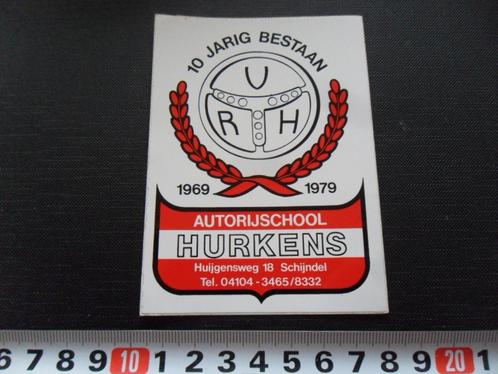 10 JARIG BESTAAN
V
R H
1969 1979
AUTORIJSCHOOL
HURKENS
Huijgensweg 18 Schijndel
Tel. 04104-3465/8332
6 7 8 9 10 1 2 3 4 5 6 7 8 9 20 1